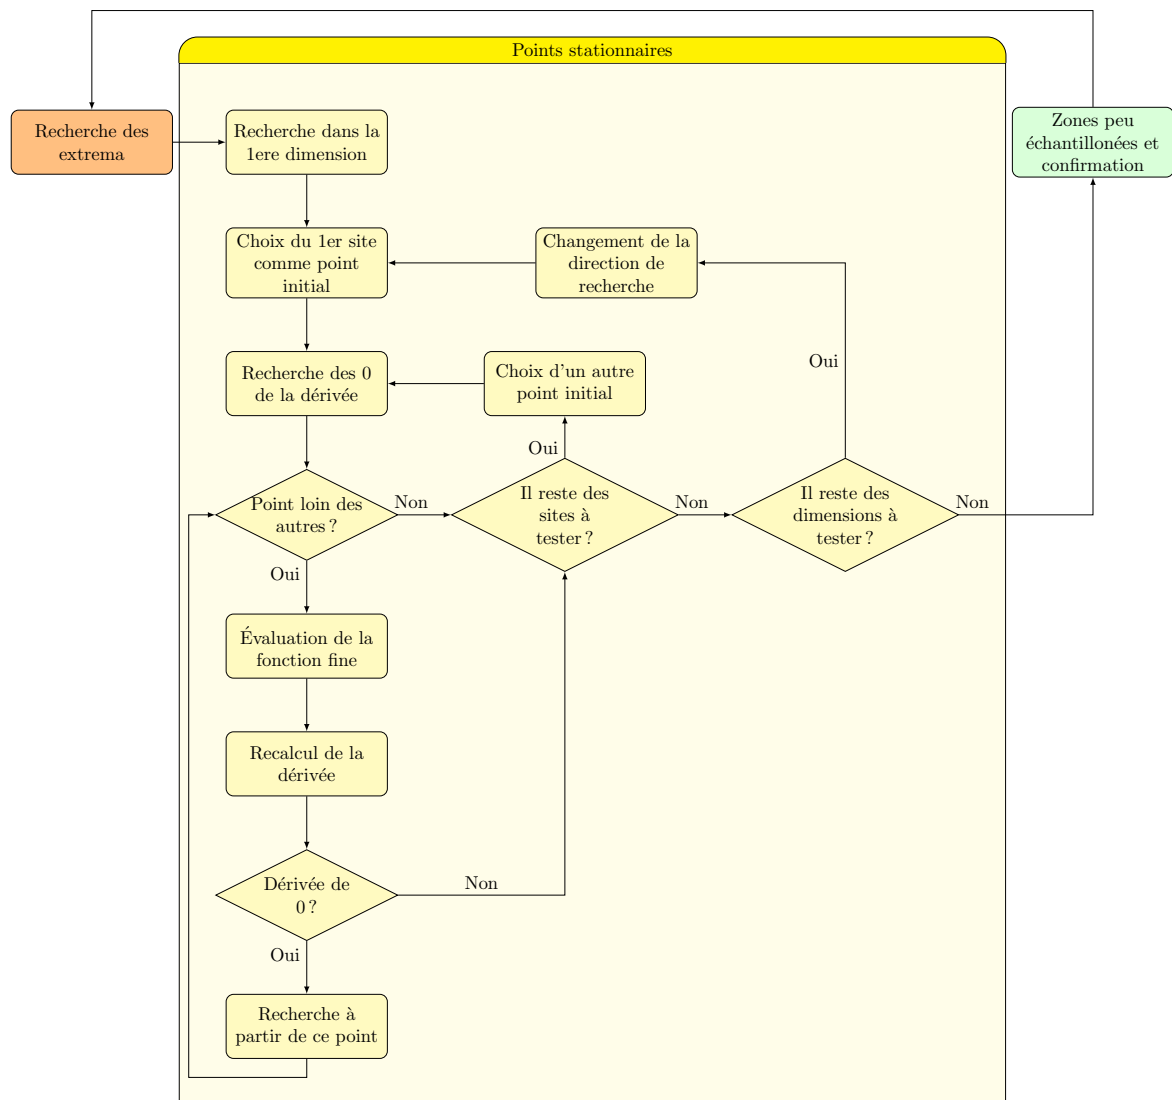 Points stationnaires
Recherche des
extrema
Recherche dans la
1ere dimension
Zones peu
échantillonées et
confirmation
Choix du 1er site
comme point
initial
Changement de la
direction de
recherche
Oui
Recherche des 0
de la dérivée
Choix d'un autre
point initial
Oui
Point loin des
autres ?
Non
Il reste des
sites à
tester ?
Non
Il reste des
dimensions à
tester ?
Non
Oui
Évaluation de la
fonction fine
Recalcul de la
dérivée
Dérivée de
0 ?
Non
Oui
Recherche à
partir de ce point